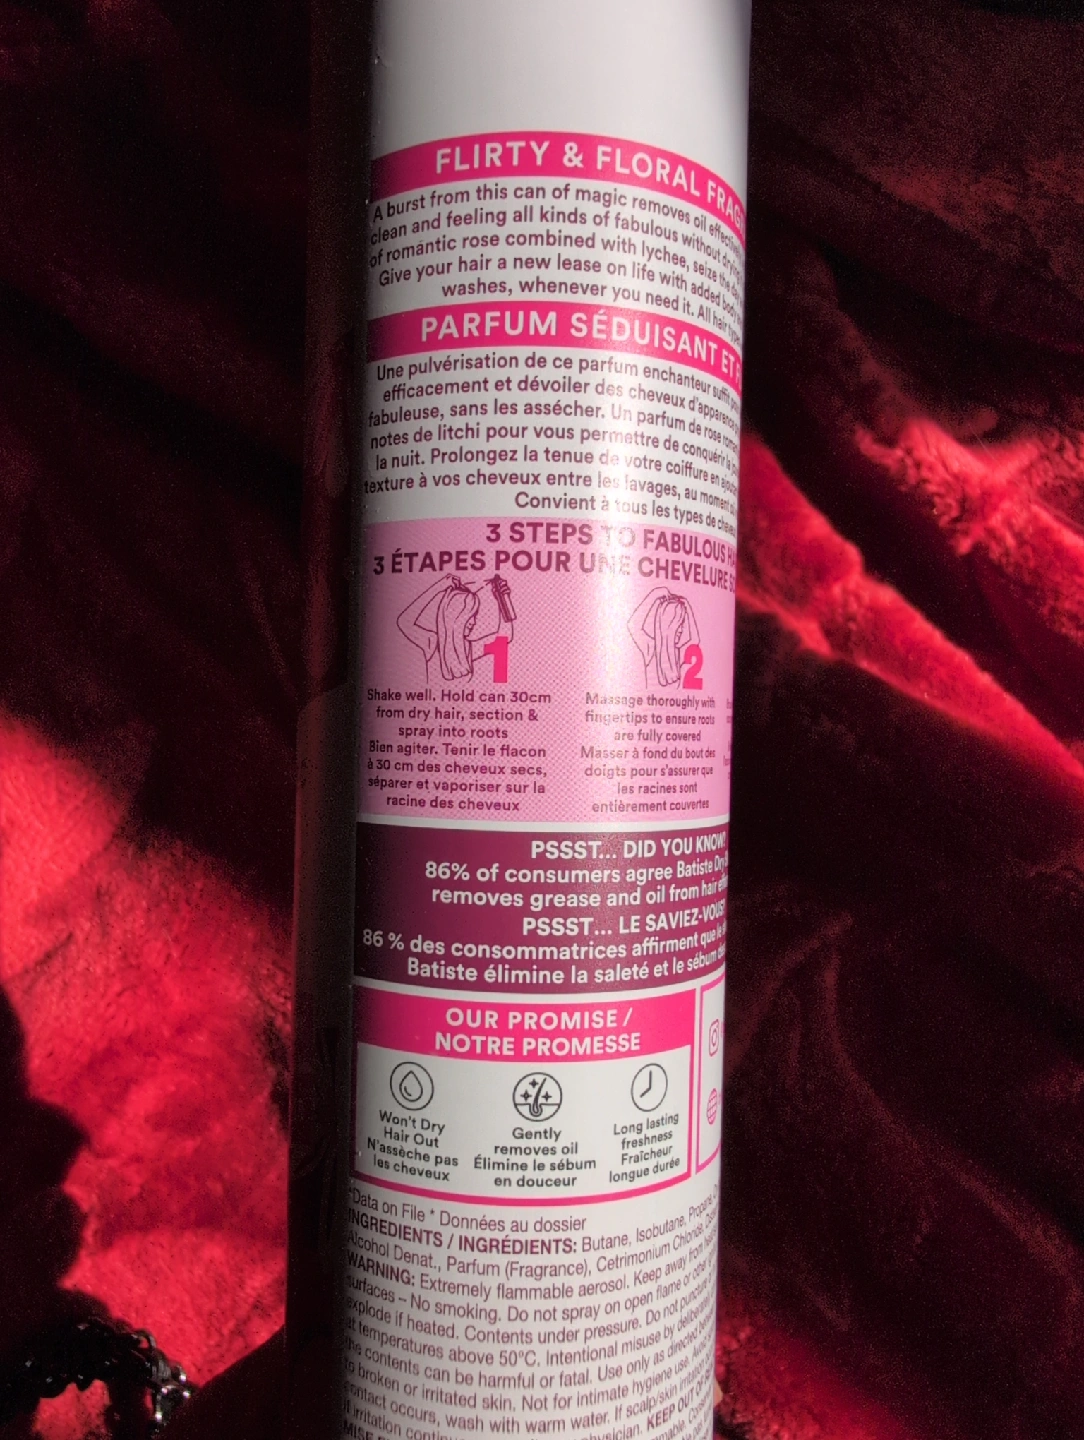 FLIRTY & FLORAL
A burst from this can of magic removes oil
clean and feeling all kinds of fabulous without drying
of romantic rose combined with lychee, seize the day
Give your hair a new lease on life with added body
washes, whenever you need it. All hair types
PARFUM SÉDUISANT ET
Une pulvérisation de ce parfum enchanteur suffit
efficacement et dévoiler des cheveux d'apparence
fabuleuse, sans les assécher. Un parfum de rose
notes de litchi pour vous permettre de conquérir
la nuit. Prolongez la tenue de votre coiffure en
texture à vos cheveux entre les lavages, au moment
Convient à tous les types de
3 STEPS TO FABULOUS
3 ÉTAPES POUR UNE CHEVELURE
1
Shake well. Hold can 30cm
from dry hair, section &
spray into roots
Bien agiter. Tenir le flacon
à 30 cm des cheveux secs,
séparer et vaporiser sur la
racine des cheveux
2
Massage thoroughly with
fingertips to ensure roots
are fully covered
Masser à fond du bout des
doigts pour s'assurer que
les racines sont
entièrement couvertes
PSSST... DID YOU KNOW?
86% of consumers agree Batiste Dry
removes grease and oil from hair
PSSST... LE SAVIEZ-VOUS?
86 % des consommatrices affirment que le
Batiste élimine la saleté et le sébum
OUR PROMISE /
NOTRE PROMESSE
Won't Dry
Hair Out
N'assèche pas
les cheveux
Gently
removes oil
Élimine le sébum
en douceur
Long lasting
freshness
Fraîcheur
longue durée
*Data on File * Données au dossier
INGREDIENTS / INGRÉDIENTS: Butane, Isobutane, Propane,
Alcohol Denat., Parfum (Fragrance), Cetrimonium Chloride,
WARNING: Extremely flammable aerosol. Keep away from
surfaces – No smoking. Do not spray on open flame or other
explode if heated. Contents under pressure. Do not puncture
at temperatures above 50°C. Intentional misuse by
the contents can be harmful or fatal. Use only as directed
to broken or irritated skin. Not for intimate hygiene use.
contact occurs, wash with warm water. If scalp/skin
KEEP OUT OF